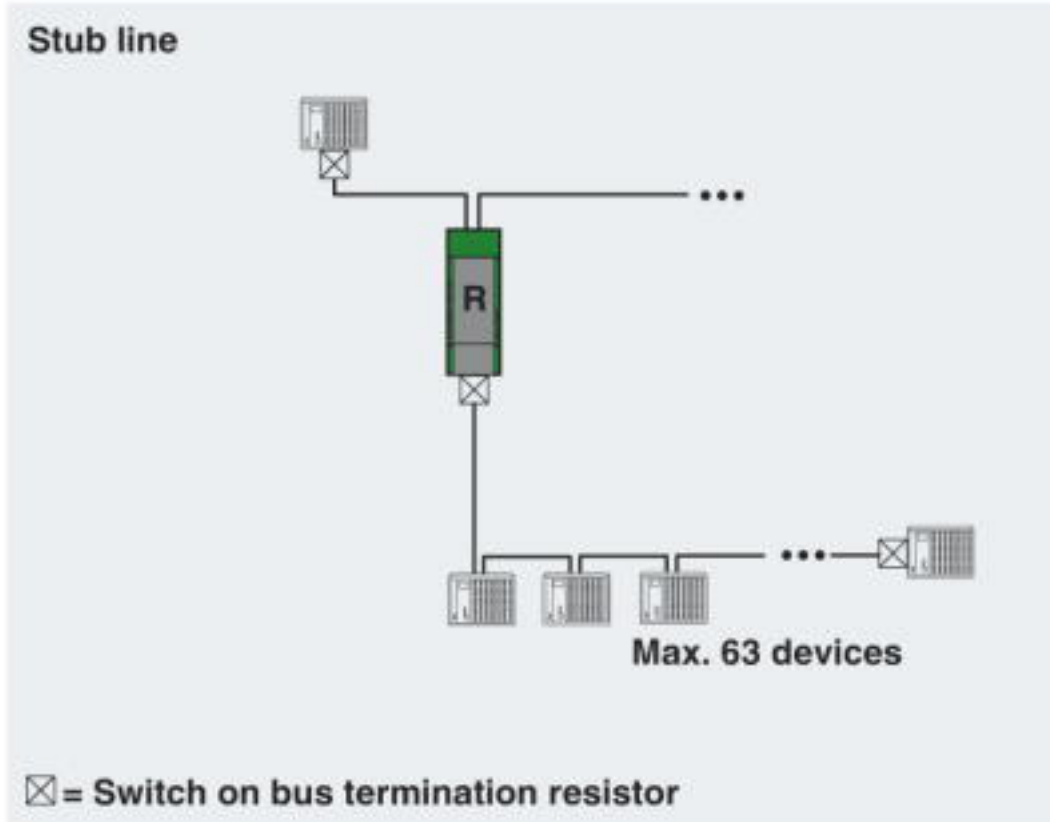 Stub line
R
Max. 63 devices
= Switch on bus termination resistor